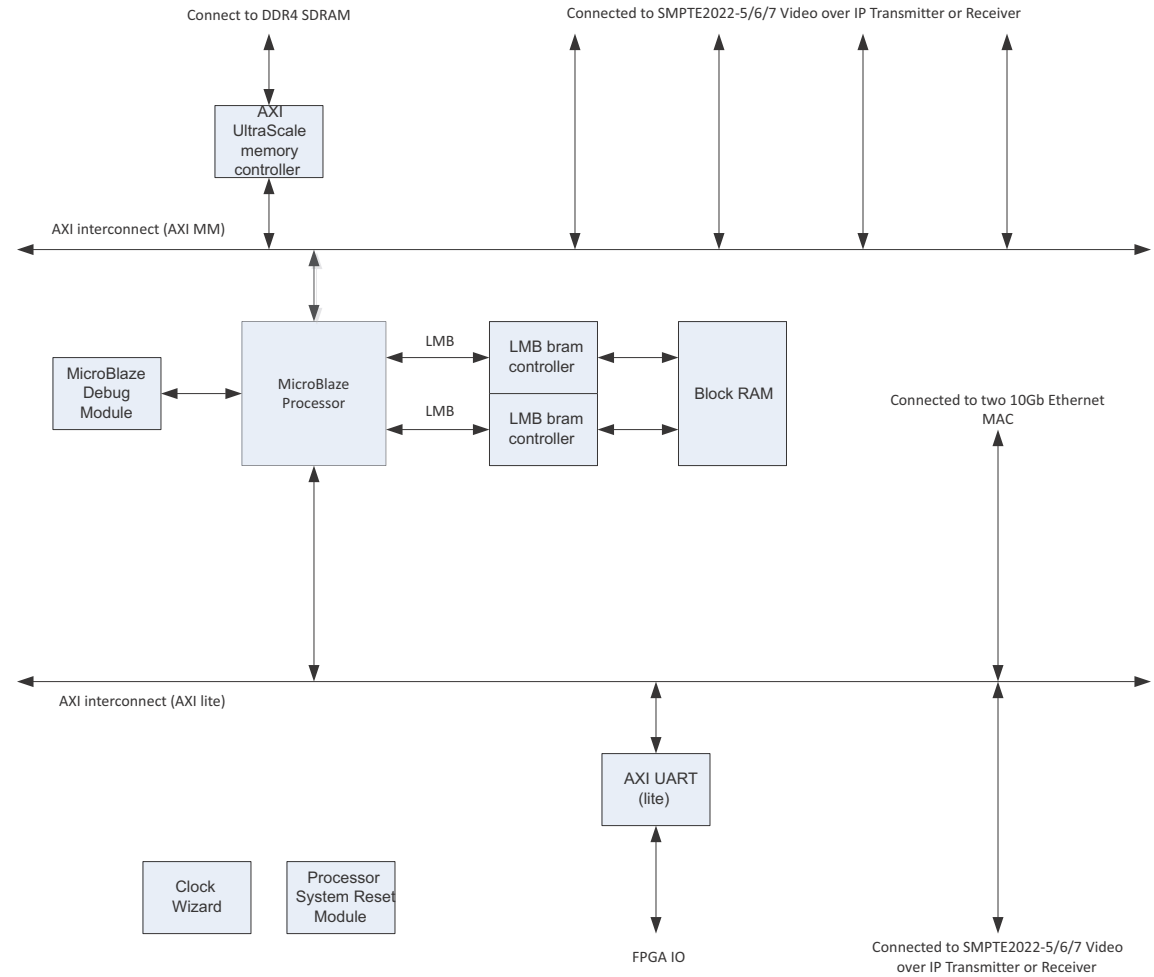 Connect to DDR4 SDRAM
Connected to SMPTE2022-5/6/7 Video over IP Transmitter or Receiver
AXI
UltraScale
memory
controller
AXI interconnect (AXI MM)
MicroBlaze
Debug
Module
MicroBlaze
Processor
LMB
LMB
LMB bram
controller
LMB bram
controller
Block RAM
Connected to two 10Gb Ethernet
MAC
AXI interconnect (AXI lite)
AXI UART
(lite)
Clock
Wizard
Processor
System Reset
Module
FPGA IO
Connected to SMPTE2022-5/6/7 Video
over IP Transmitter or Receiver